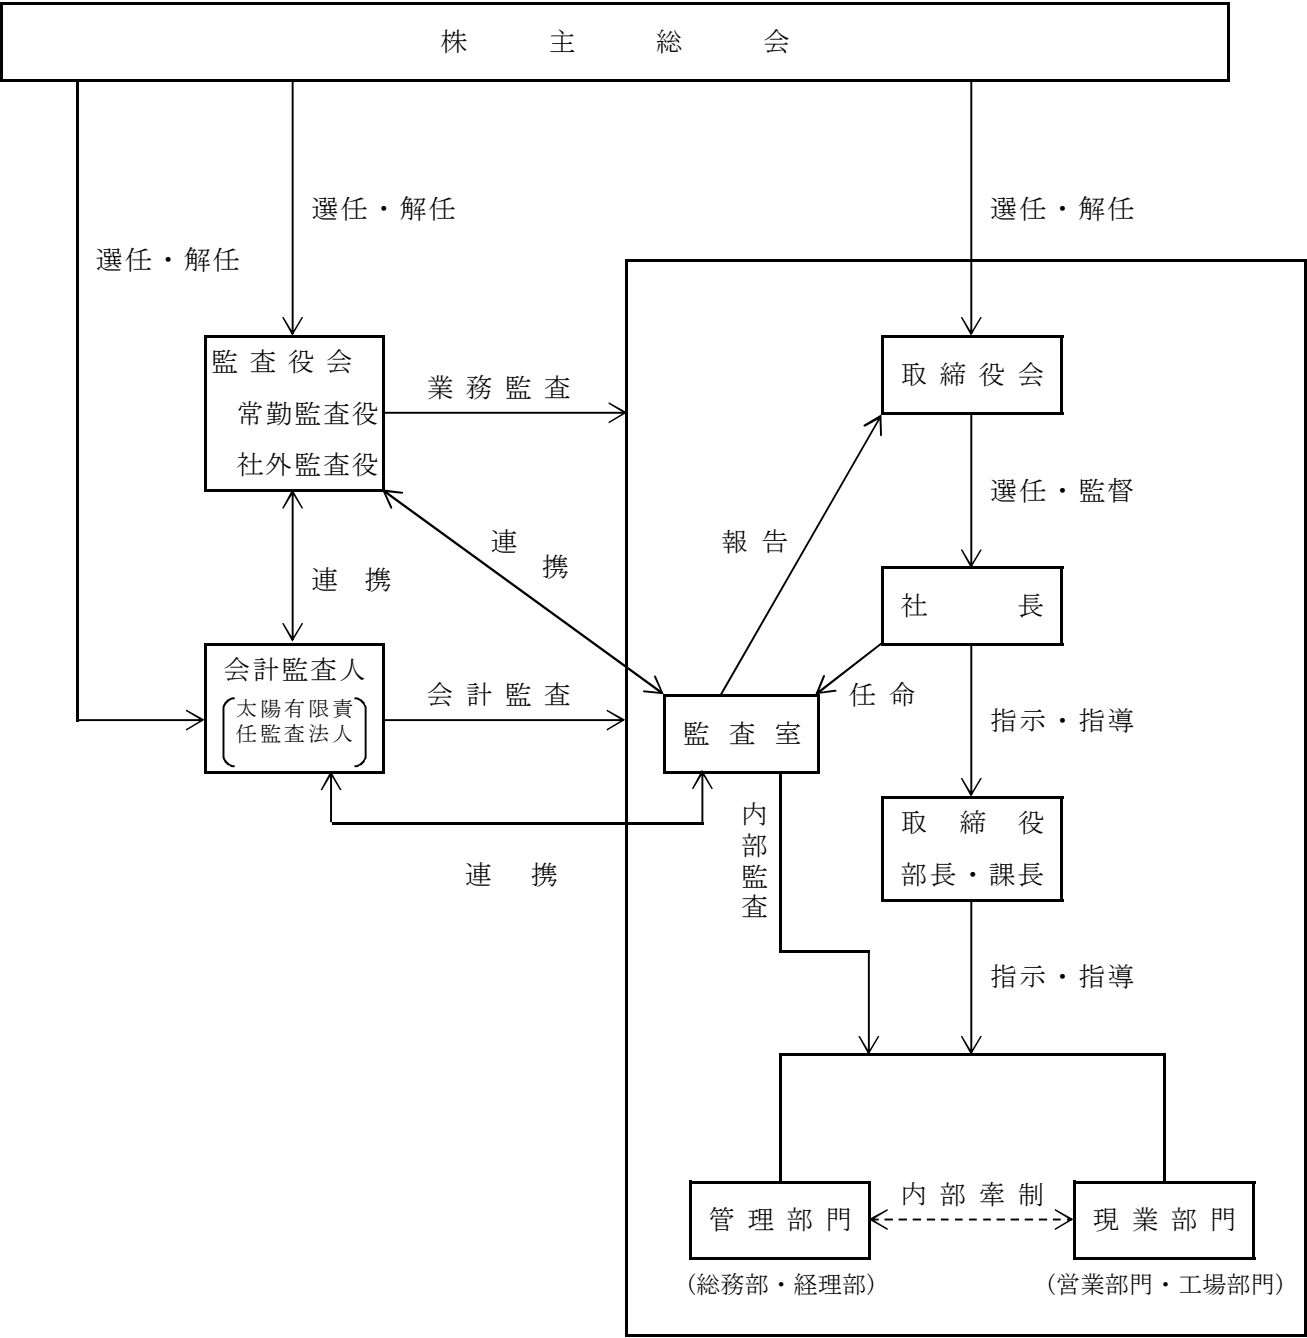 株主総会
選任・解任
選任・解任
選任・解任
監査役会
常勤監査役
社外監査役
業務監査
取締役会
選任・監督
連携
連携
報告
社長
会計監査人
太陽有限責
任監査法人
会計監査
監査室
任命
指示・指導
連携
内部監査
取締役
部長・課長
指示・指導
管理部門
内部牽制
現業部門
(総務部・経理部)
(営業部門・工場部門)